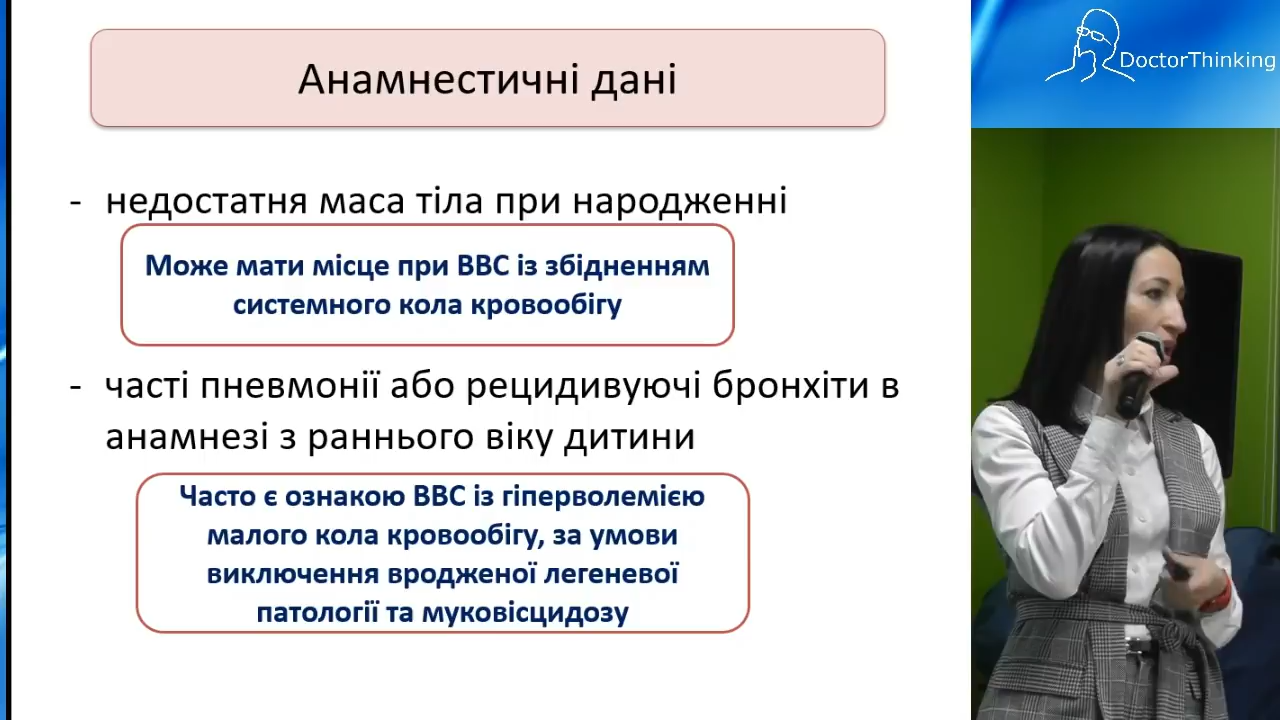 Анамнестичні дані
DoctorThinking
- недостатня маса тіла при народженні
Може мати місце при ВВС із збідненням
системного кола кровообігу
- часті пневмонії або рецидивуючі бронхіти в
анамнезі з раннього віку дитини
Часто є ознакою ВВС із гіперволемією
малого кола кровообігу, за умови
виключення вродженої легеневої
патології та муковісцидозу